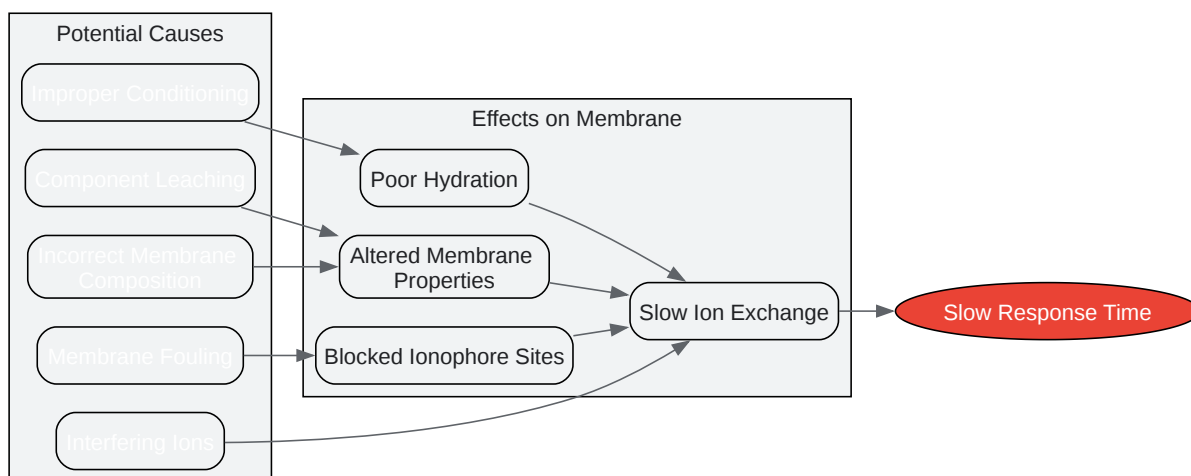 Potential Causes
Improper Conditioning
Component Leaching
Incorrect Membrane
Composition
Membrane Fouling
Interfering Ions
Effects on Membrane
Poor Hydration
Altered Membrane
Properties
Blocked Ionophore Sites
Slow Ion Exchange
Slow Response Time